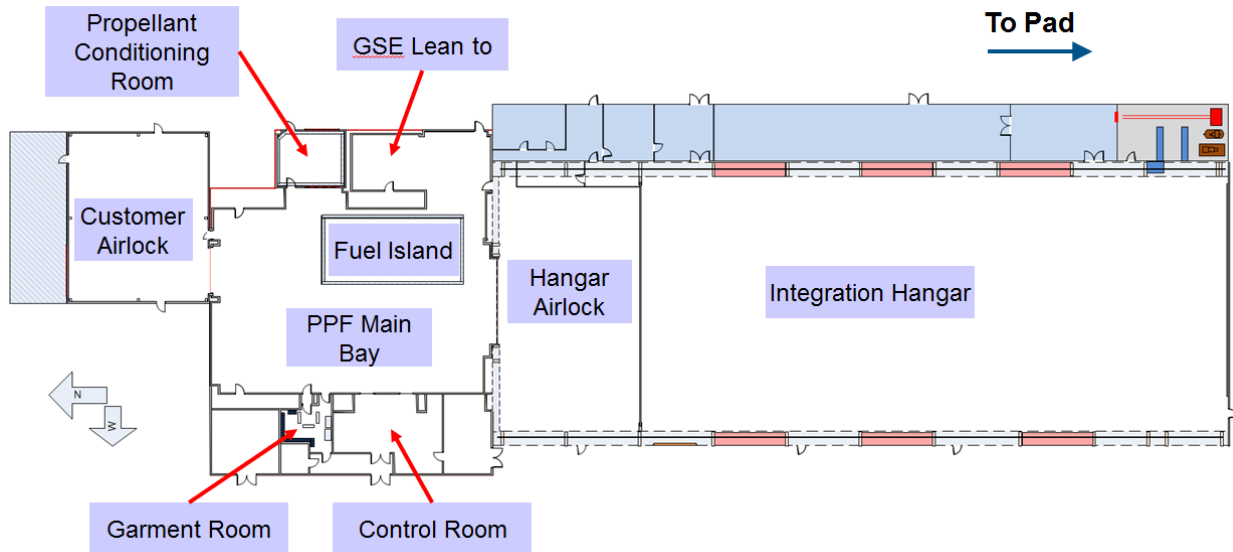 To Pad
Propellant
Conditioning
Room
GSE Lean to
Customer
Airlock
Fuel Island
Hangar
Airlock
Integration Hangar
PPF Main
Bay
N
W
Garment Room
Control Room